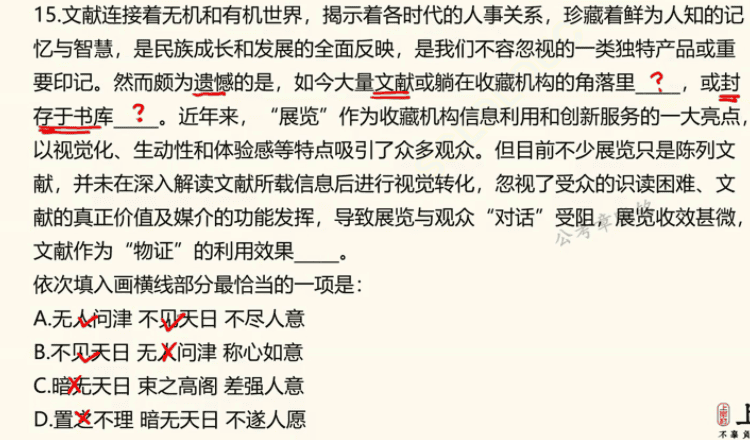 15.文献连接着无机和有机世界，揭示着各时代的人事关系，珍藏着鲜为人知的记
忆与智慧，是民族成长和发展的全面反映，是我们不容忽视的一类独特产品或重
要印记。然而颇为遗憾的是，如今大量文献或躺在收藏机构的角落里____？，或封
存于书库____？。近年来，“展览”作为收藏机构信息利用和创新服务的一大亮点，
以视觉化、生动性和体验感等特点吸引了众多观众。但目前不少展览只是陈列文
献，并未在深入解读文献所载信息后进行视觉转化，忽视了受众的识读困难、文
献的真正价值及媒介的功能发挥，导致展览与观众“对话”受阻，展览收效甚微，
文献作为“物证”的利用效果____。
依次填入画横线部分最恰当的一项是：
A.无人问津 不见天日 不尽人意
B.不见天日 无人问津 称心如意
C.暗无天日 束之高阁 差强人意
D.置之不理 暗无天日 不遂人愿
公考章
上岸村
上
不辜负